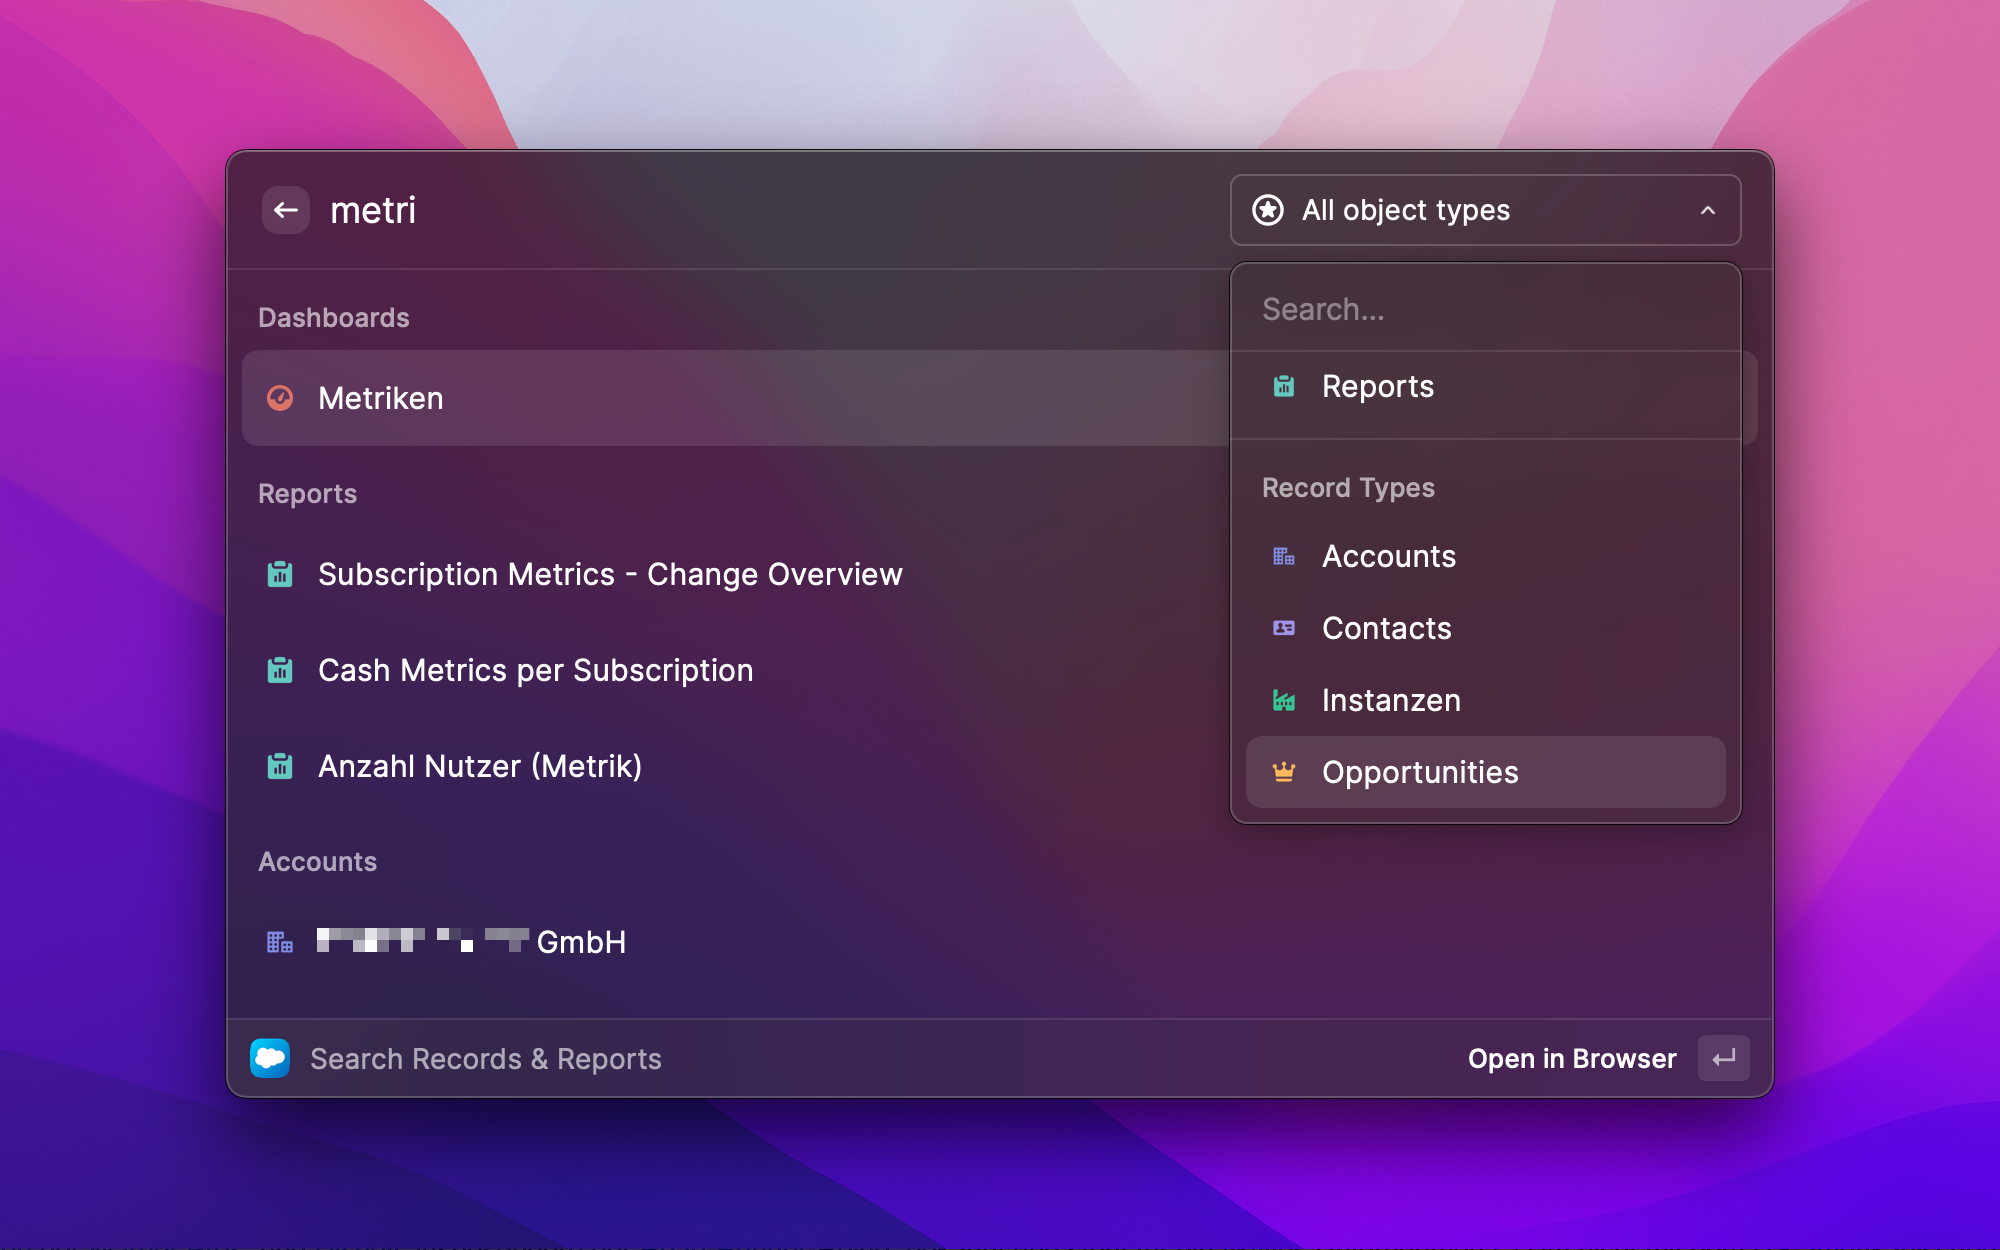 metri
All object types
Search...
Reports
Record Types
Accounts
Contacts
Instanzen
Opportunities
Dashboards
Metriken
Reports
Subscription Metrics - Change Overview
Cash Metrics per Subscription
Anzahl Nutzer (Metrik)
Accounts
GmbH
Search Records & Reports
Open in Browser